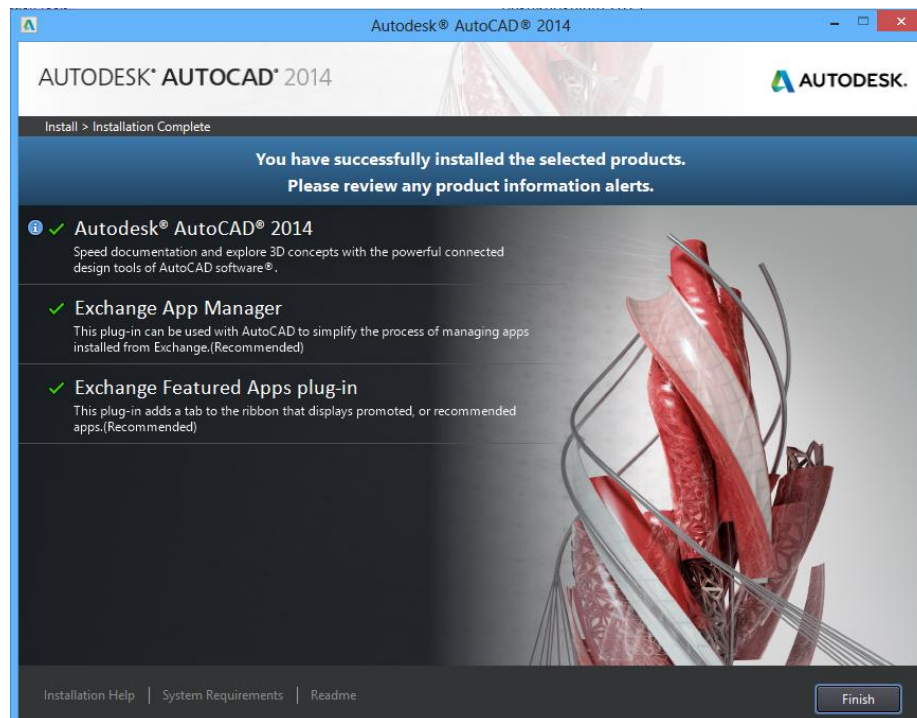 Autodesk® AutoCAD® 2014
AUTODESK® AUTOCAD® 2014
AUTODESK.
Install > Installation Complete
You have successfully installed the selected products.
Please review any product information alerts.
Autodesk® AutoCAD® 2014
Speed documentation and explore 3D concepts with the powerful connected
design tools of AutoCAD software®.
Exchange App Manager
This plug-in can be used with AutoCAD to simplify the process of managing apps
installed from Exchange.(Recommended)
Exchange Featured Apps plug-in
This plug-in adds a tab to the ribbon that displays promoted, or recommended
apps.(Recommended)
Installation Help | System Requirements | Readme
Finish